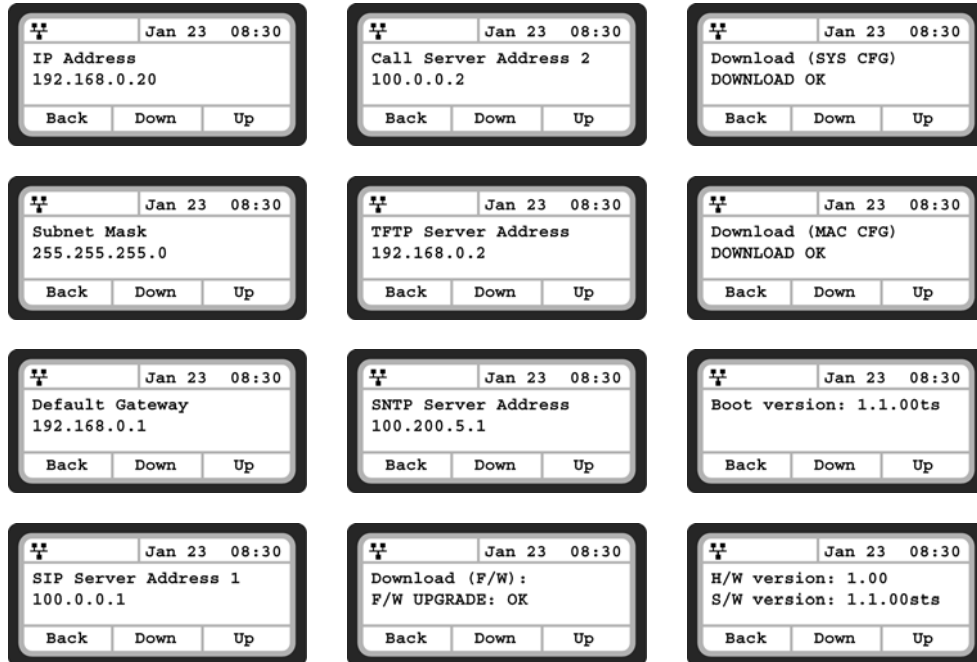 Jan 23 08:30
IP Address
192.168.0.20
Back Down Up
Jan 23 08:30
Subnet Mask
255.255.255.0
Back Down Up
Jan 23 08:30
Default Gateway
192.168.0.1
Back Down Up
Jan 23 08:30
SIP Server Address 1
100.0.0.1
Back Down Up
Jan 23 08:30
Call Server Address 2
100.0.0.2
Back Down Up
Jan 23 08:30
TFTP Server Address
192.168.0.2
Back Down Up
Jan 23 08:30
SNTP Server Address
100.200.5.1
Back Down Up
Jan 23 08:30
Download (F/W):
F/W UPGRADE: OK
Back Down Up
Jan 23 08:30
Download (SYS CFG)
DOWNLOAD OK
Back Down Up
Jan 23 08:30
Download (MAC CFG)
DOWNLOAD OK
Back Down Up
Jan 23 08:30
Boot version: 1.1.00ts
Back Down Up
Jan 23 08:30
H/W version: 1.00
S/W version: 1.1.00sts
Back Down Up